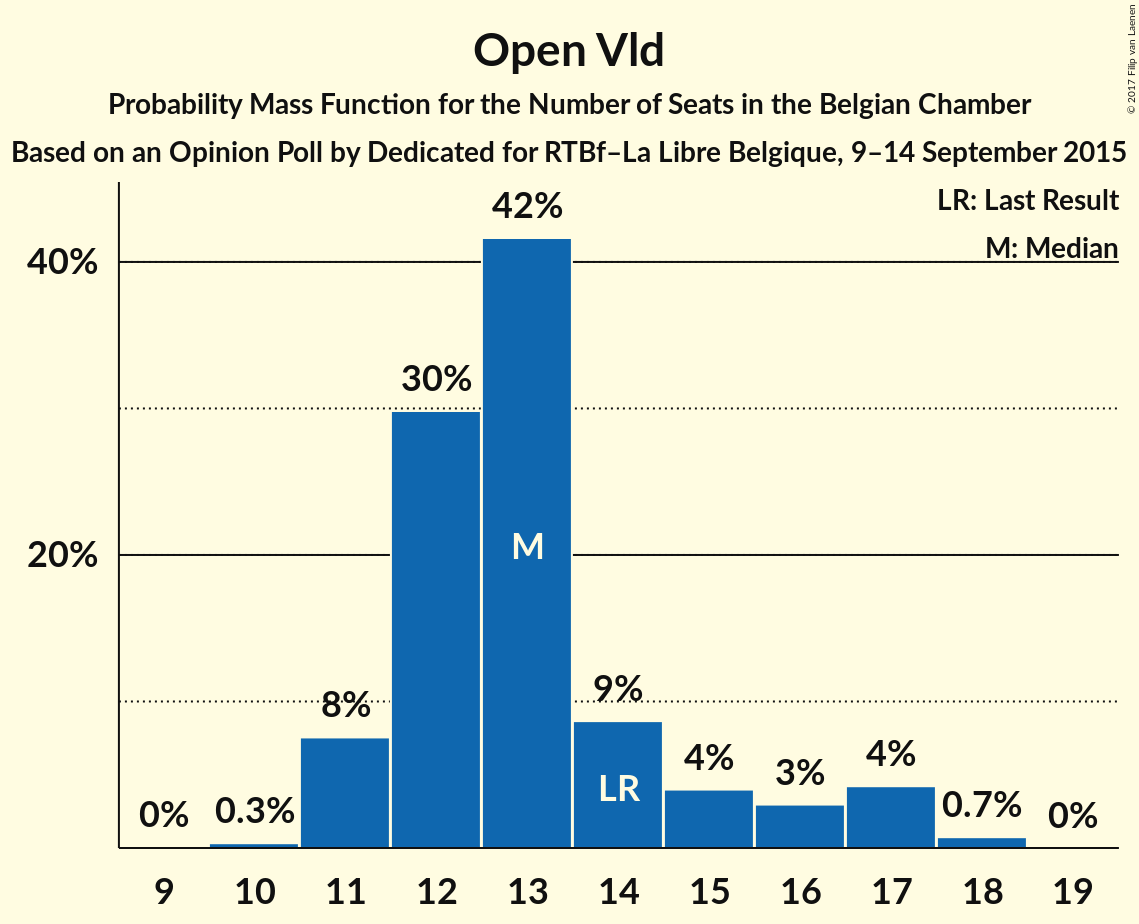 Open Vld
Probability Mass Function for the Number of Seats in the Belgian Chamber
Based on an Opinion Poll by Dedicated for RTBf–La Libre Belgique, 9–14 September 2015
© 2017 Filip van Laenen
LR: Last Result
M: Median
40%
20%
0%
0.3%
8%
30%
42%
9%
4%
3%
4%
0.7%
0%
M
LR
9 10 11 12 13 14 15 16 17 18 19